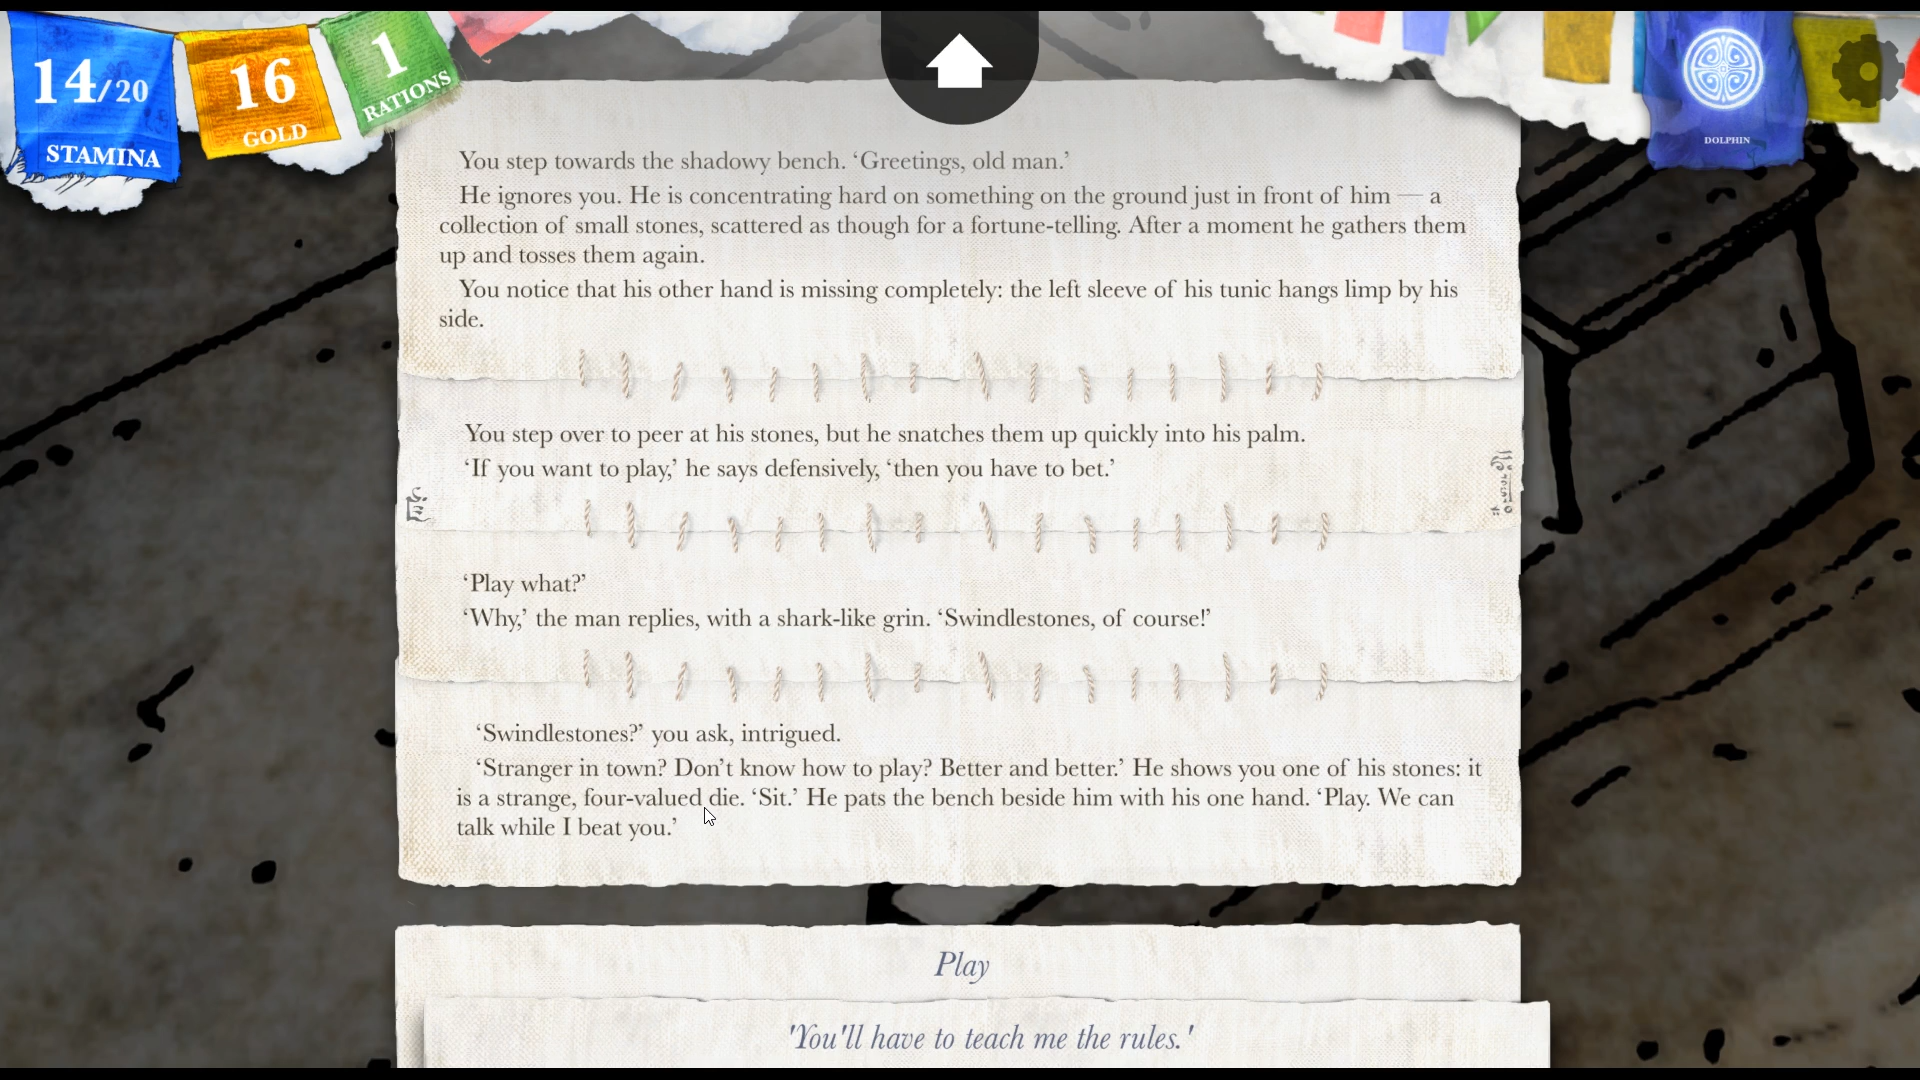 14/20
STAMINA
16
GOLD
1
RATIONS
DOLPHIN
You step towards the shadowy bench. ‘Greetings, old man.’
He ignores you. He is concentrating hard on something on the ground just in front of him — a
collection of small stones, scattered as though for a fortune-telling. After a moment he gathers them
up and tosses them again.
You notice that his other hand is missing completely: the left sleeve of his tunic hangs limp by his
side.
You step over to peer at his stones, but he snatches them up quickly into his palm.
‘If you want to play,’ he says defensively, ‘then you have to bet.’
‘Play what?’
‘Why,’ the man replies, with a shark-like grin. ‘Swindlestones, of course!’
‘Swindlestones?’ you ask, intrigued.
‘Stranger in town? Don’t know how to play? Better and better.’ He shows you one of his stones: it
is a strange, four-valued die. ‘Sit.’ He pats the bench beside him with his one hand. ‘Play. We can
talk while I beat you.’
Play
'You'll have to teach me the rules.'